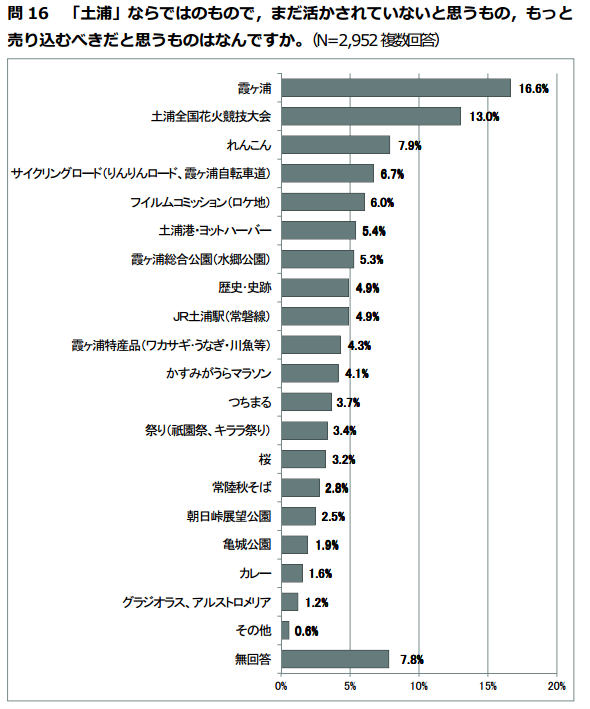 問 16 「土浦」ならではのもので，まだ活かされていないと思うもの，もっと
売り込むべきだと思うものはなんですか。（N=2,952 複数回答）
霞ヶ浦 16.6%
土浦全国花火競技大会 13.0%
れんこん 7.9%
サイクリングロード（りんりんロード、霞ヶ浦自転車道） 6.7%
フイルムコミッション（ロケ地） 6.0%
土浦港・ヨットハーバー 5.4%
霞ヶ浦総合公園（水郷公園） 5.3%
歴史・史跡 4.9%
JR土浦駅（常磐線） 4.9%
霞ヶ浦特産品（ワカサギ・うなぎ・川魚等） 4.3%
かすみがうらマラソン 4.1%
つちまる 3.7%
祭り（祇園祭、キララ祭り） 3.4%
桜 3.2%
常陸秋そば 2.8%
朝日峠展望公園 2.5%
亀城公園 1.9%
カレー 1.6%
グラジオラス、アルストロメリア 1.2%
その他 0.6%
無回答 7.8%
0% 5% 10% 15% 20%